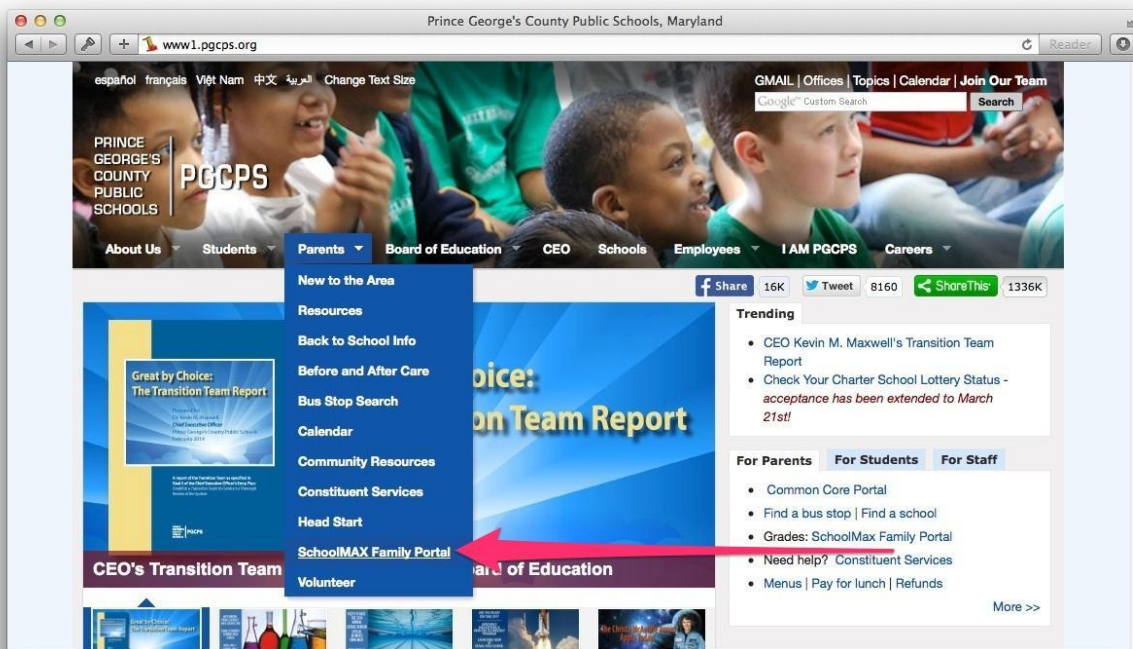 Prince George's County Public Schools, Maryland
www1.pgcps.org
Reader
español français Việt Nam 中文 العربية Change Text Size
GMAIL | Offices | Topics | Calendar | Join Our Team
Google™ Custom Search
Search
PRINCE
GEORGE'S
COUNTY
PUBLIC
SCHOOLS
PGCPS
About Us Students Parents Board of Education CEO Schools Employees I AM PGCPS Careers
New to the Area
Resources
Back to School Info
Before and After Care
Bus Stop Search
Calendar
Community Resources
Constituent Services
Head Start
SchoolMAX Family Portal
Volunteer
Share 16K Tweet 8160 ShareThis 1336K
Great by Choice:
The Transition Team Report
Chief Executive Officer
PGCPS
oice:
on Team Report
CEO's Transition Team
of Education
Trending
CEO Kevin M. Maxwell's Transition Team
Report
Check Your Charter School Lottery Status -
acceptance has been extended to March
21st!
For Parents For Students For Staff
Common Core Portal
Find a bus stop | Find a school
Grades: SchoolMax Family Portal
Need help? Constituent Services
Menus | Pay for lunch | Refunds
More >>